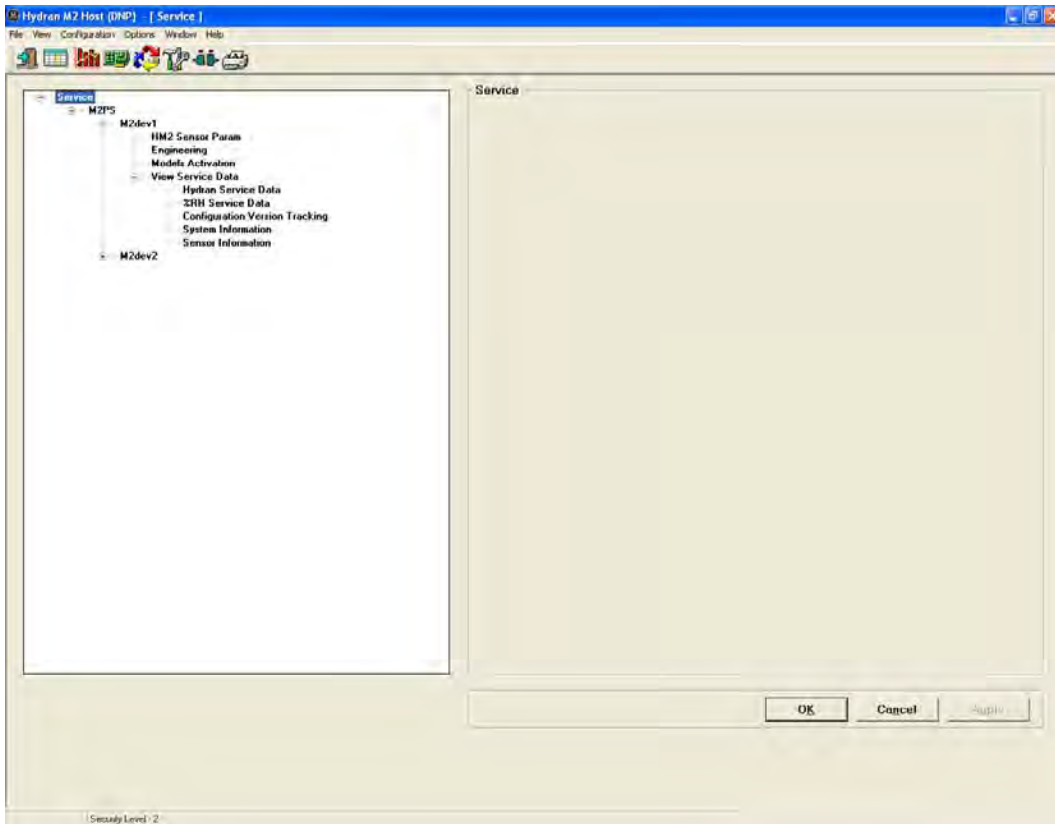 Hydran M2 Host (DNP) - [ Service ]
File View Configuration Options Window Help
Service
Service
M2PS
M2dev1
HM2 Sensor Param
Engineering
Models Activation
View Service Data
Hydran Service Data
%RH Service Data
Configuration Version Tracking
System Information
Sensor Information
M2dev2
OK Cancel Apply
Security Level - 2